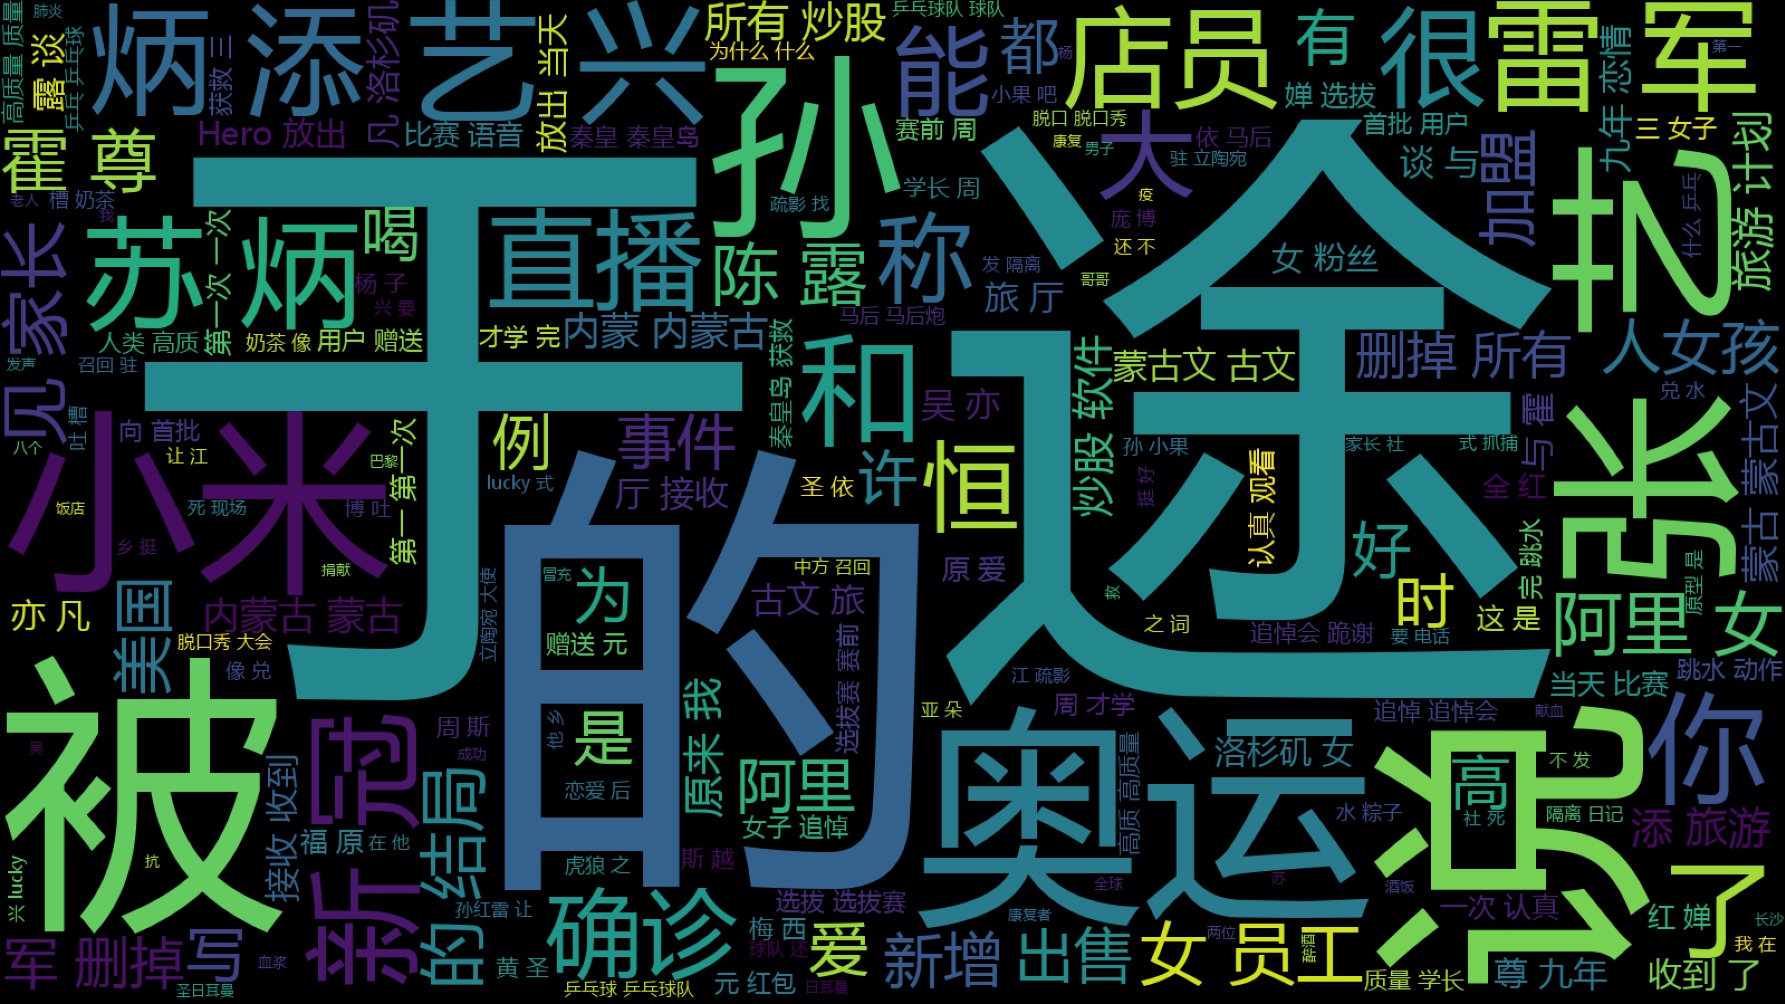 肺炎
高质量 质量
露 谈
乒乓 乒乓球
炳 添
获救 三
凡 洛杉矶
艺 兴
放出 当天
所有 炒股
为什么 什么
乒乓球队 球队
能
都
杨
小果 吧
店员
有
婵 选拔
很
雷
九年 恋情
军
第一
霍 尊
Hero 放出
比赛 语音
秦皇 秦皇岛
孙
赛前 周
脱口 脱口秀
康复
男子
大
依 马后
驻 立陶宛
首批 用户
谈 与
加盟
三 女子
旅游 计划
什么 乒乓
老人
槽 奶茶
我
苏 炳
第一次 一次
喝
杨 子
兴 要
于
直播
疏影 找
学长 周
陈 露
称
发 隔离
旅 厅
疫
庞 博
还 不
哥哥
途
女 粉丝
艺
家长
人类 高质
奶茶 像
用户 赠送
才学 完
内蒙 内蒙古
马后 马后炮
秦皇岛 获救
和
炒股 软件
蒙古文 古文
删掉 所有
人女孩
发声
召回 驻
见
吐 槽
八个
向 首批
让 江
巴黎
第一 第一次
例
lucky 式
事件
厅 接收
吴 亦
圣 依
许
恒
孙 小果
挺 好
认真 观看
家长 社
式 抓捕
与 霍
全 红
兑 水
张
蒙古 蒙古文
小米
饭店
死 现场
博 吐
乡 挺
捐献
的
冒充
为
赠送 元
中方 召回
古文 旅
原 爱
救
好
完 跳水
时
这 是
原型 是
阿里 女
亦 凡
美国
内蒙古 蒙古
脱口秀 大会
像 兑
立陶宛 大使
选拔赛 赛前
江 疏影
之 词
追悼会 跪谢
要 电话
跳水 动作
当天 比赛
被
吴
新冠
周 斯
成功
他 乡
是
恋爱 后
原来 我
阿里
女子 追悼
亚 朵
周 才学
奥运
高质 高质量
洛杉矶 女
追悼 追悼会
献血
不 发
况
高
社 死
隔离 日记
水 粽子
你
添 旅游
接收 收到
福 原
在 他
结局
虎狼 之
斯 越
抗
兴 lucky
孙红雷 让
选拔 选拔赛
康复者
全球
苏
酒饭
一次 认真
红 婵
了
长沙
军 删掉
写
血浆
圣日耳曼
的
黄 圣
确诊
乒乓球 乒乓球队
梅 西
球队 还
元 红包
爱
日耳曼
新增
出售
女 员工
两位
醉酒
质量 学长
尊 九年
收到 了
我 在